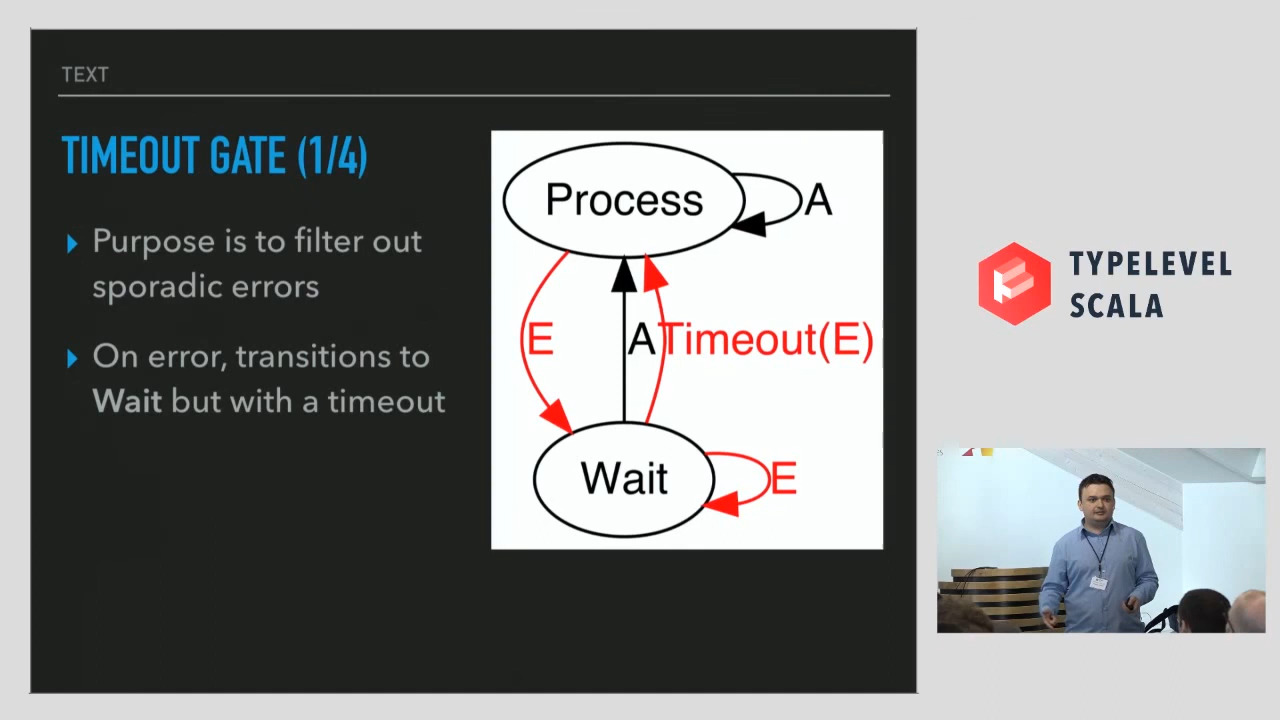 TEXT
TIMEOUT GATE (1/4)
Purpose is to filter out
sporadic errors
On error, transitions to
Wait but with a timeout
Process
A
E
A
Timeout(E)
Wait
E
TYPELEVEL
SCALA